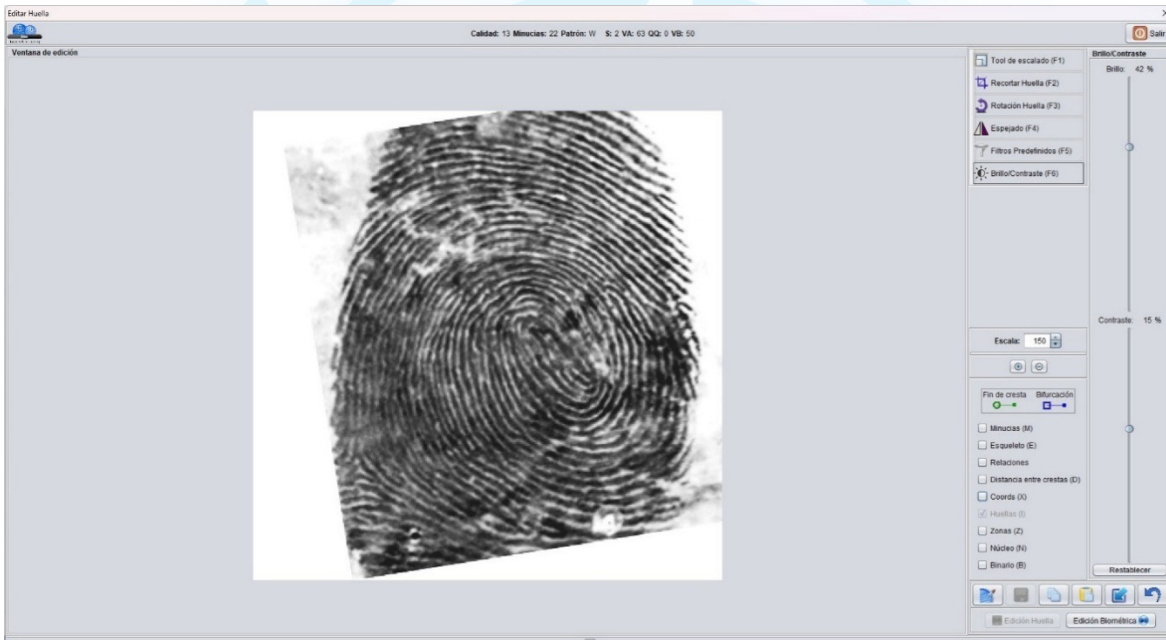 Editar Huella
Calidad: 13 Minucias: 22 Patrón: W S: 2 VA: 63 QQ: 0 VB: 50
Salir
Ventana de edición
Tool de escalado (F1)
Recortar Huella (F2)
Rotación Huella (F3)
Espejado (F4)
Filtros Predefinidos (F5)
Brillo/Contraste (F6)
Brillo/Contraste
Brillo: 42 %
Contraste: 15 %
Escala: 150
Fin de cresta Bifurcación
Minucias (M)
Esqueleto (E)
Relaciones
Distancia entre crestas (D)
Coords (X)
Huellas (I)
Zonas (Z)
Núcleo (N)
Binario (B)
Restablecer
Edición Huella Edición Biométrica